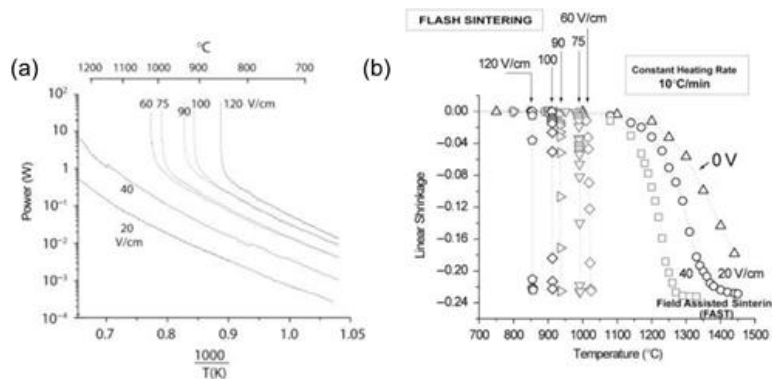 (a)
°C
1200 1100 1000 900 800 700
10²
10
1
10⁻¹
10⁻²
10⁻³
10⁻⁴
Power (W)
60 75 90 100 120 V/cm
40
20
V/cm
0.7 0.8 0.9 1.0 1.05
1000
T(K)
(b)
FLASH SINTERING
60 V/cm
90 75
120 V/cm 100
Constant Heating Rate
10°C/min
0.00
-0.04
-0.08
-0.12
-0.16
-0.20
-0.24
Linear Shrinkage
0 V
40 20 V/cm
Field Assisted Sintering
(FAST)
700 800 900 1000 1100 1200 1300 1400 1500
Temperature (°C)